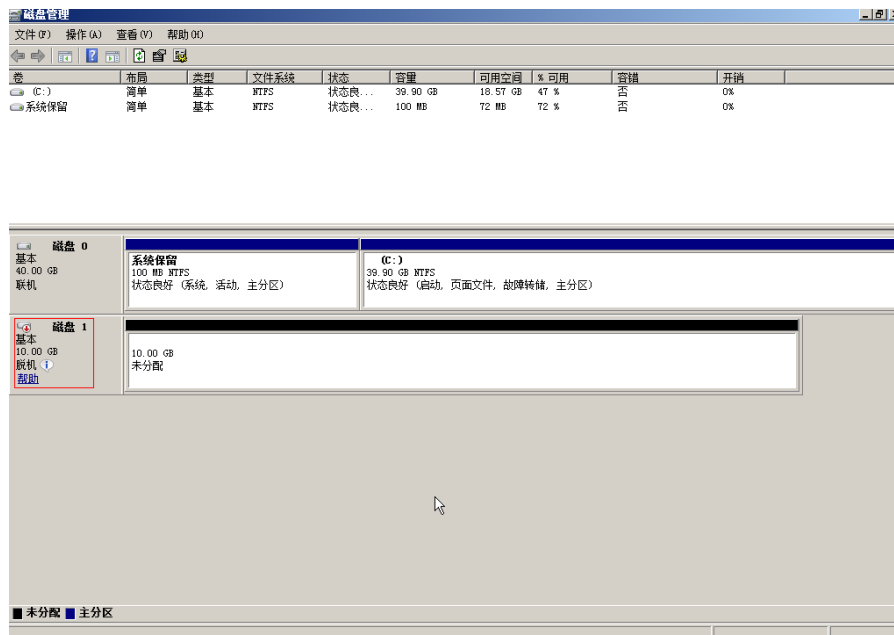 磁盘管理
文件(F) 操作(A) 查看(V) 帮助(H)
卷 布局 类型 文件系统 状态 容量 可用空间 % 可用 容错 开销
(C:) 简单 基本 NTFS 状态良... 39.90 GB 18.57 GB 47 % 否 0%
系统保留 简单 基本 NTFS 状态良... 100 MB 72 MB 72 % 否 0%
磁盘 0
基本
40.00 GB
联机
系统保留
100 MB NTFS
状态良好 (系统, 活动, 主分区)
(C:)
39.90 GB NTFS
状态良好 (启动, 页面文件, 故障转储, 主分区)
磁盘 1
基本
10.00 GB
脱机
帮助
10.00 GB
未分配
未分配 主分区